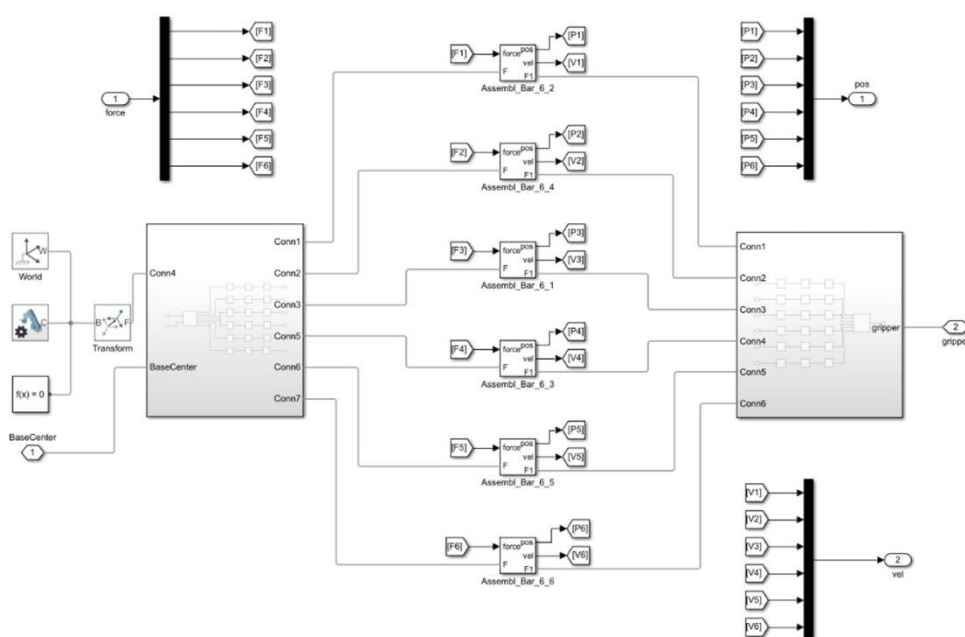 [F1]
[F2]
[F3]
[F4]
[F5]
[F6]
1
force
[F1]
force pos
vel
F
F1
[P1]
[V1]
Assembl_Bar_6_2
[F2]
force pos
vel
F
F1
[P2]
[V2]
Assembl_Bar_6_4
[F3]
force pos
vel
F
F1
[P3]
[V3]
Assembl_Bar_6_1
[F4]
force pos
vel
F
F1
[P4]
[V4]
Assembl_Bar_6_3
[F5]
force pos
vel
F
F1
[P5]
[V5]
Assembl_Bar_6_5
[F6]
force pos
vel
F
F1
[P6]
[V6]
Assembl_Bar_6_6
[P1]
[P2]
[P3]
[P4]
[P5]
[P6]
pos
1
W
World
C
B
F
Transform
f(x) = 0
BaseCenter
1
Conn4
BaseCenter
Conn1
Conn2
Conn3
Conn5
Conn6
Conn7
Conn1
Conn2
Conn3
Conn4
Conn5
Conn6
gripper
2
grippe
[V1]
[V2]
[V3]
[V4]
[V5]
[V6]
2
vel